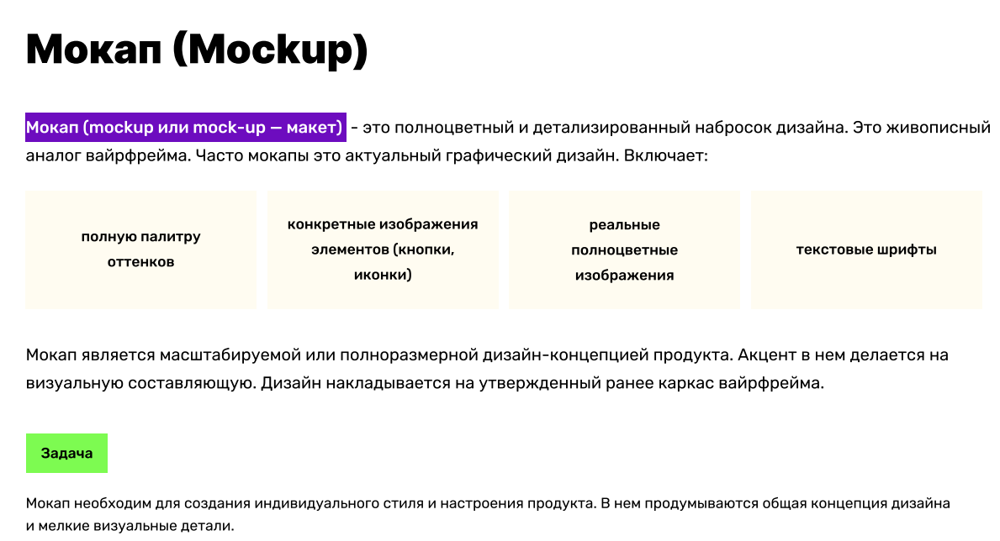 Мокап (Mockup)
Мокап (mockup или mock-up — макет) - это полноцветный и детализированный набросок дизайна. Это живописный
аналог вайрфрейма. Часто мокапы это актуальный графический дизайн. Включает:
полную палитру
оттенков
конкретные изображения
элементов (кнопки,
иконки)
реальные
полноцветные
изображения
текстовые шрифты
Мокап является масштабируемой или полноразмерной дизайн-концепцией продукта. Акцент в нем делается на
визуальную составляющую. Дизайн накладывается на утвержденный ранее каркас вайрфрейма.
Задача
Мокап необходим для создания индивидуального стиля и настроения продукта. В нем продумываются общая концепция дизайна
и мелкие визуальные детали.